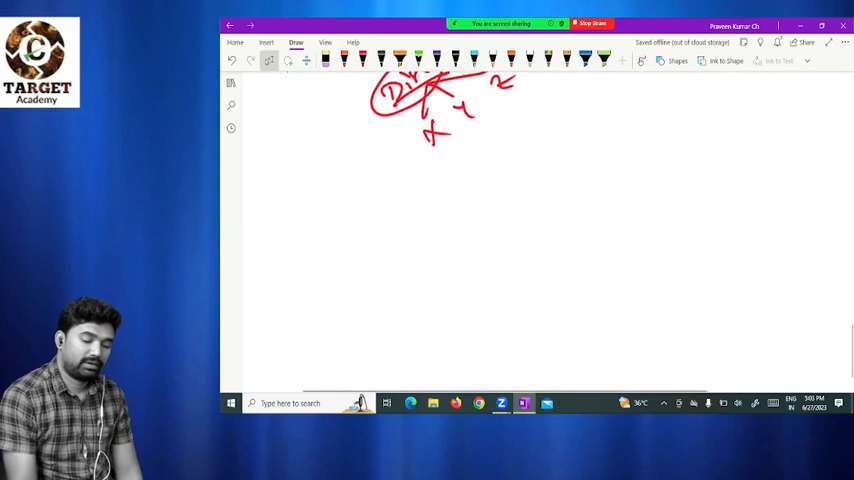 You are screen sharing
Stop Share
Praveen Kumar Ch
Home
Insert
Draw
View
Help
Saved offline (out of cloud storage)
Share
Shapes
Ink to Shape
Ink to Text
TARGET
Academy
x
Type here to search
36°C
ENG
IN
5:03 PM
6/27/2023